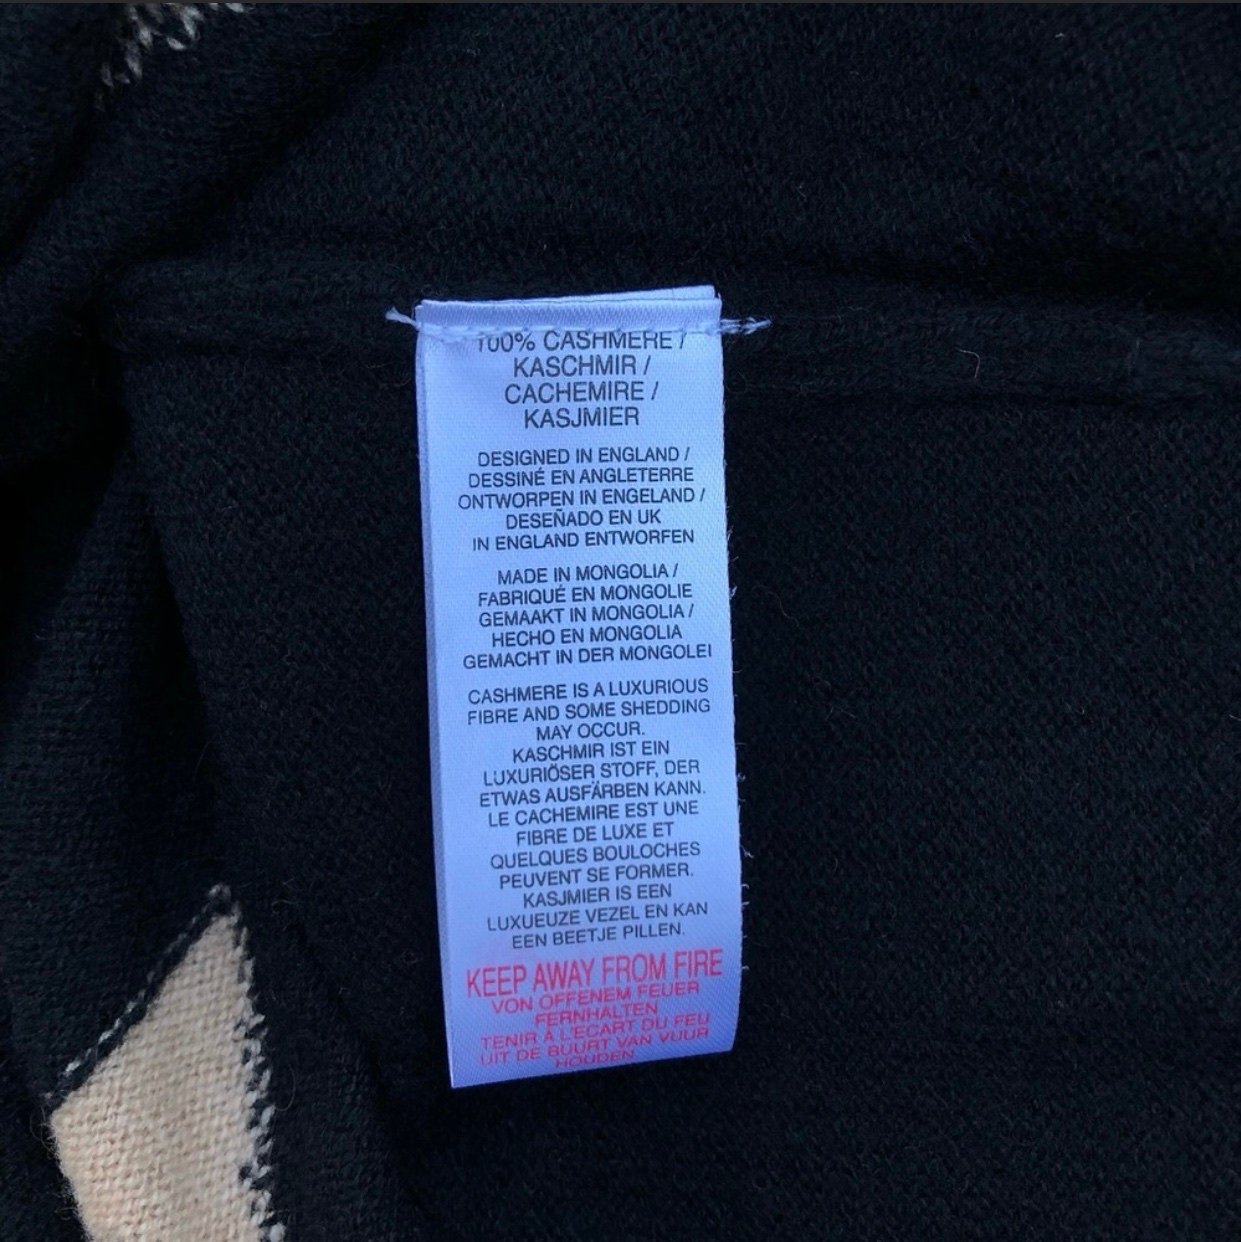 100% CASHMERE /
KASCHMIR /
CACHEMIRE /
KASJMIER
DESIGNED IN ENGLAND /
DESSINÉ EN ANGLETERRE
ONTWORPEN IN ENGELAND /
DESEÑADO EN UK
IN ENGLAND ENTWORFEN
MADE IN MONGOLIA /
FABRIQUÉ EN MONGOLIE
GEMAAKT IN MONGOLIA /
HECHO EN MONGOLIA
GEMACHT IN DER MONGOLEI
CASHMERE IS A LUXURIOUS
FIBRE AND SOME SHEDDING
MAY OCCUR.
KASCHMIR IST EIN
LUXURIÖSER STOFF, DER
ETWAS AUSFÄRBEN KANN.
LE CACHEMIRE EST UNE
FIBRE DE LUXE ET
QUELQUES BOULOCHES
PEUVENT SE FORMER.
KASJMIER IS EEN
LUXUEUZE VEZEL EN KAN
EEN BEETJE PILLEN.
KEEP AWAY FROM FIRE
VON OFFENEM FEUER
FERNHALTEN
TENIR À L'ECART DU FEU
UIT DE BUURT VAN VUUR
HOUDEN